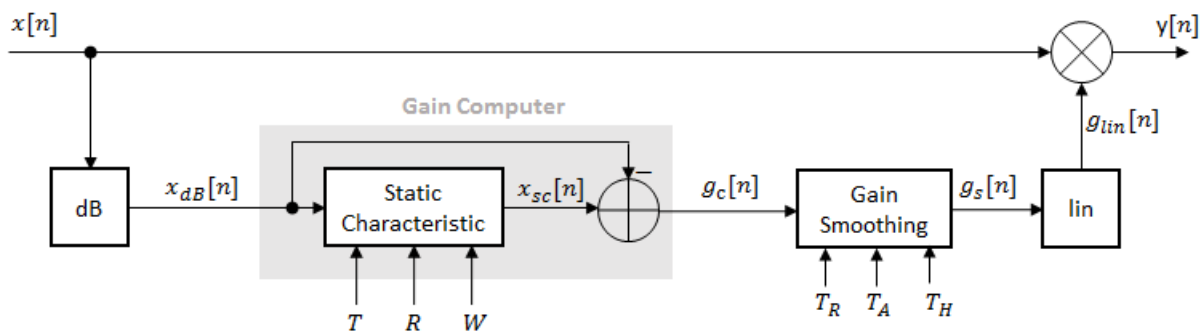 x[n]
y[n]
Gain Computer
g_lin[n]
dB
x_dB[n]
Static
Characteristic
x_sc[n]
−
g_c[n]
Gain
Smoothing
g_s[n]
lin
T
R
W
T_R
T_A
T_H